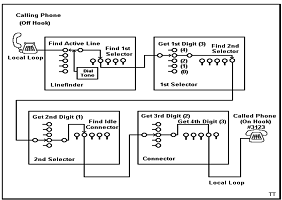 Calling Phone
(Off Hook)
Local Loop
Find Active Line
Find 1st
Selector
Dial
Tone
Linefinder
Get 1st Digit (3)
Find 2nd
Selector
(4)
(2)
(1)
(0)
1st Selector
Get 2nd Digit (1)
Find Idle
Connector
2nd Selector
Get 3rd Digit (2)
Get 4th Digit (3)
Connector
Called Phone
(On Hook)
#3123
Local Loop
TT